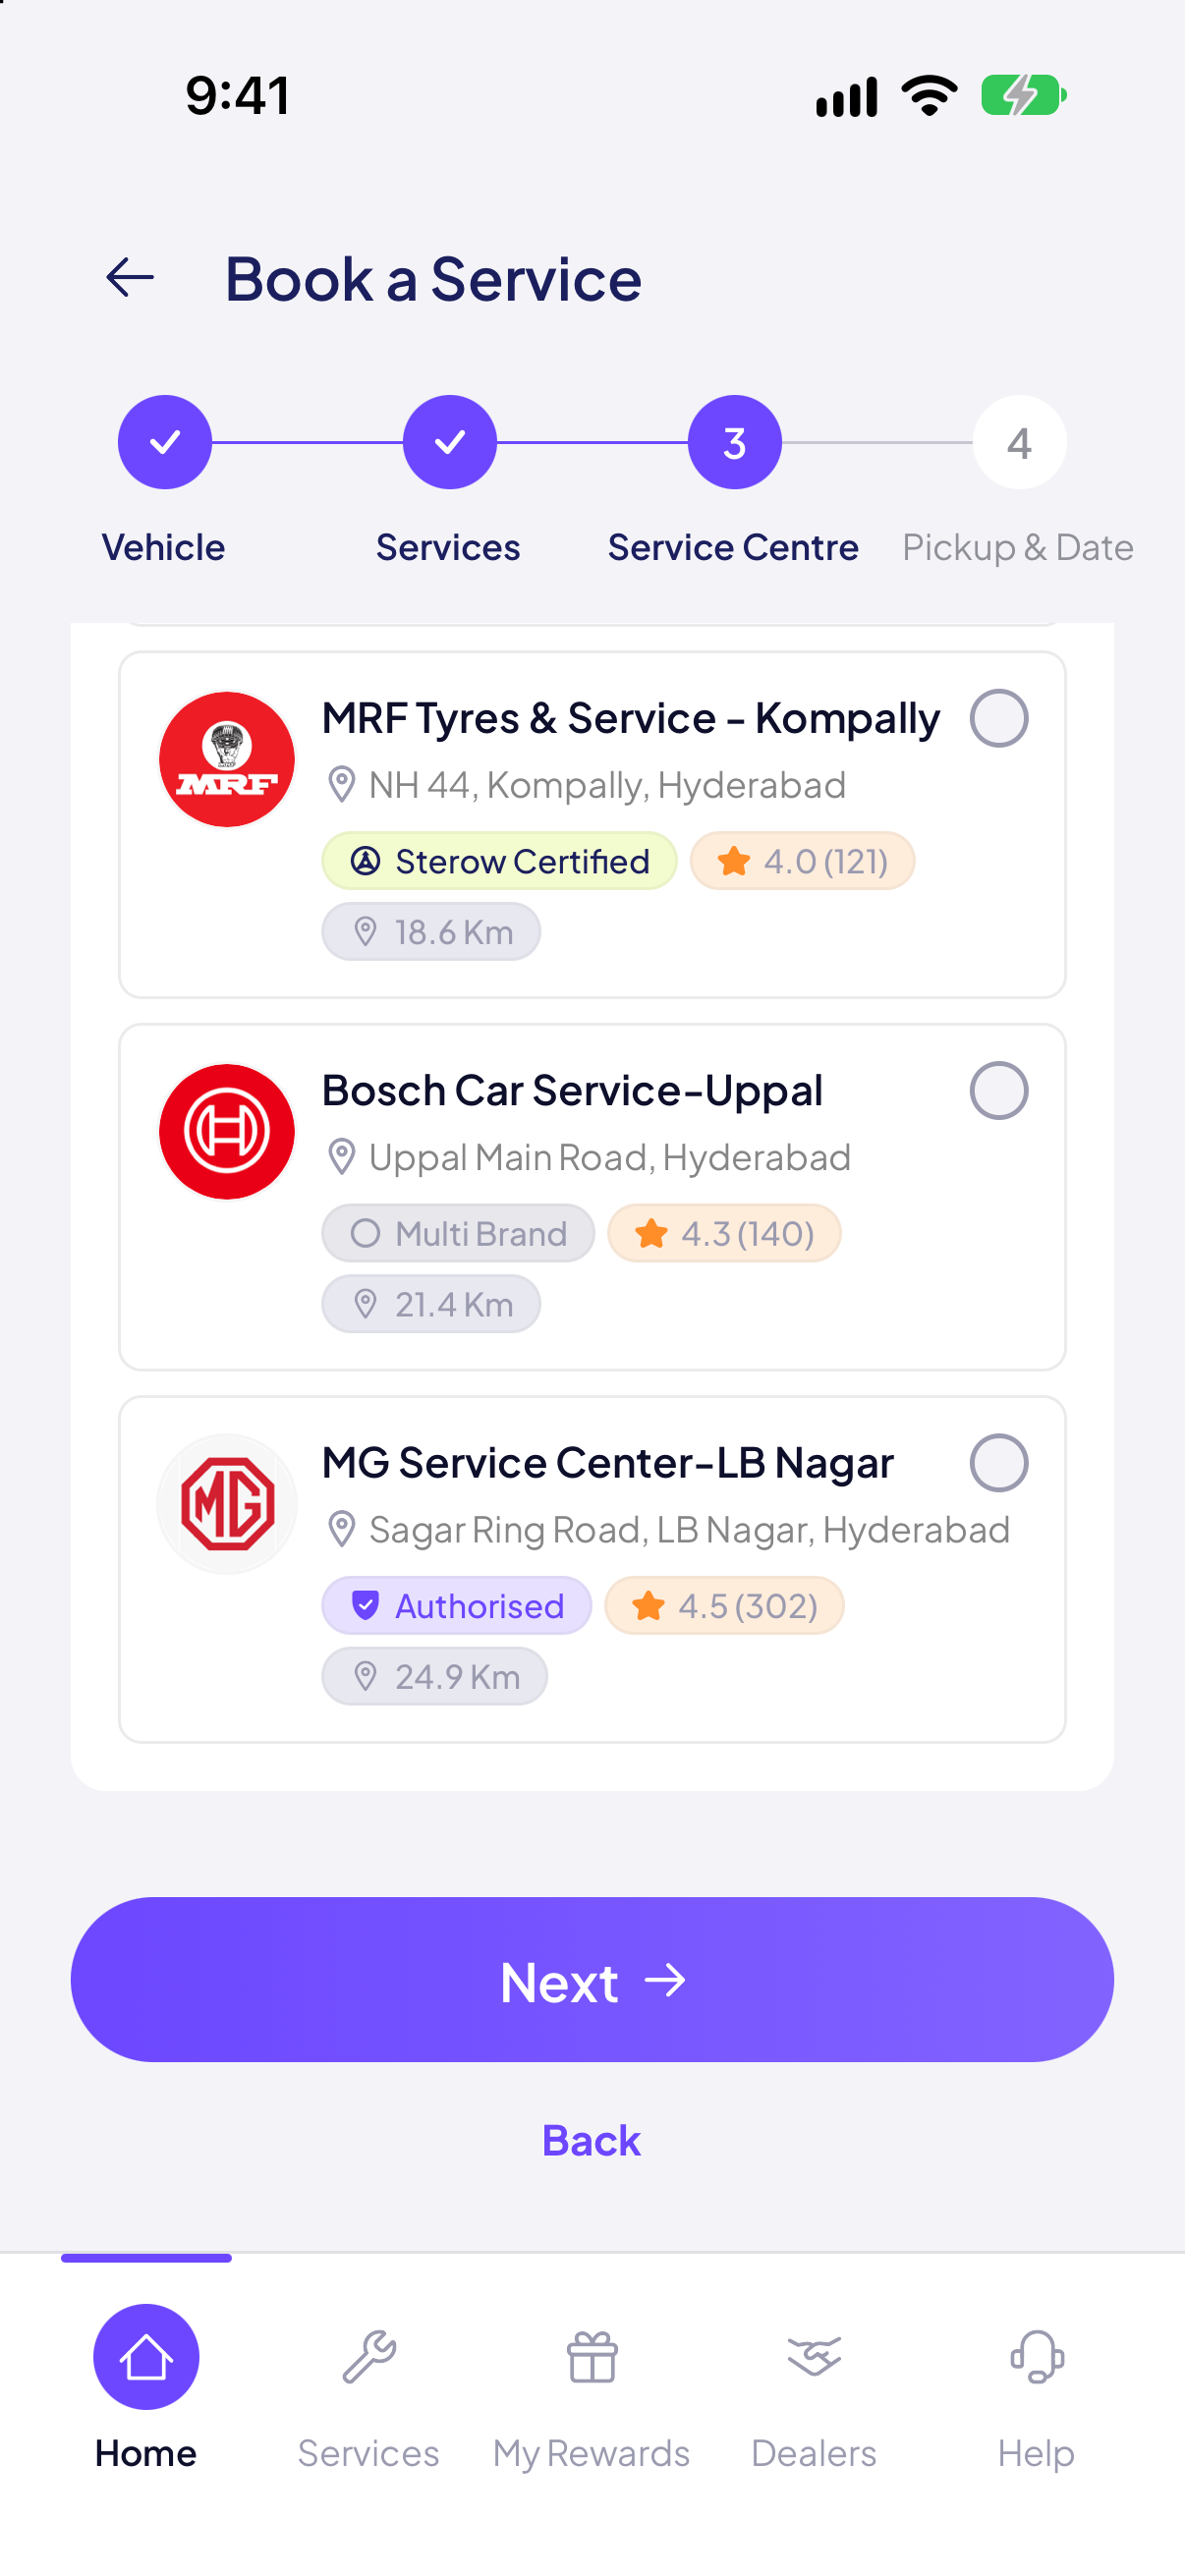 9:41
Book a Service
3
4
Vehicle
Services
Service Centre
Pickup & Date
MRF Tyres & Service - Kompally
MRF
NH 44, Kompally, Hyderabad
Sterow Certified
4.0 (121)
18.6 Km
Bosch Car Service-Uppal
Uppal Main Road, Hyderabad
Multi Brand
4.3 (140)
21.4 Km
MG Service Center-LB Nagar
MG
Sagar Ring Road, LB Nagar, Hyderabad
Authorised
4.5 (302)
24.9 Km
Next
Back
Home
Services
My Rewards
Dealers
Help